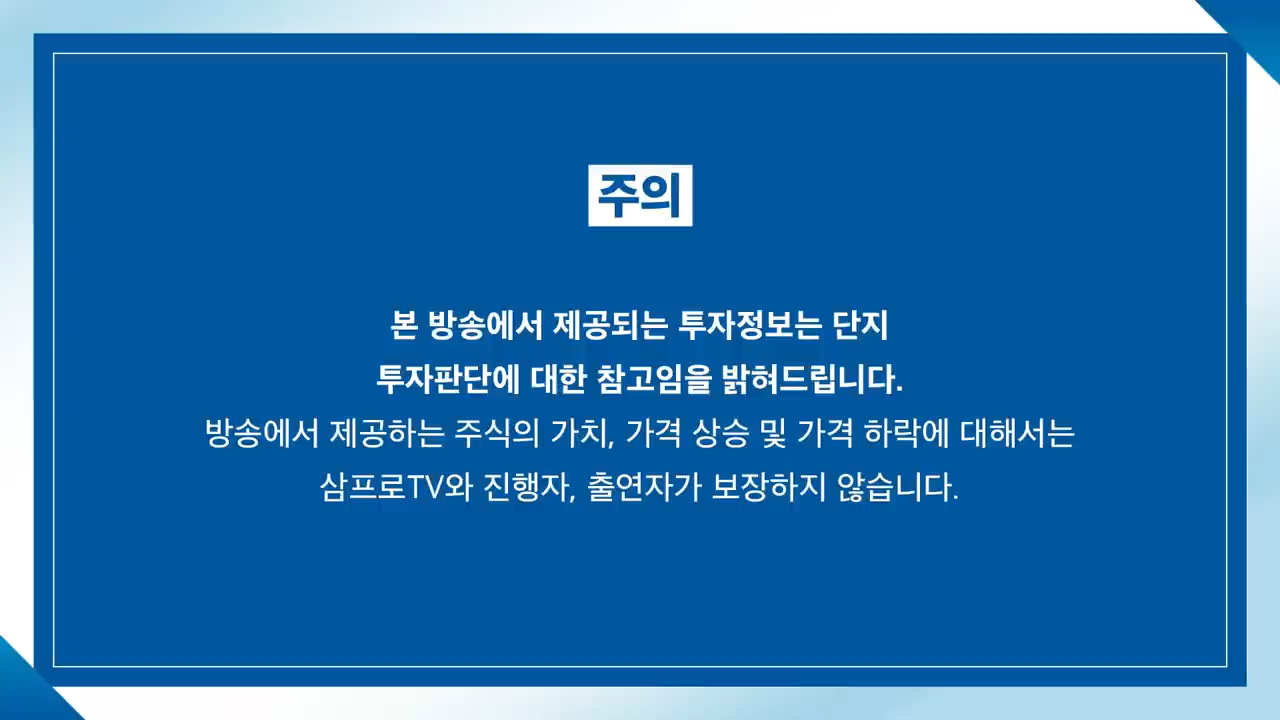 주의
본 방송에서 제공되는 투자정보는 단지
투자판단에 대한 참고임을 밝혀드립니다.
방송에서 제공하는 주식의 가치, 가격 상승 및 가격 하락에 대해서는
삼프로TV와 진행자, 출연자가 보장하지 않습니다.